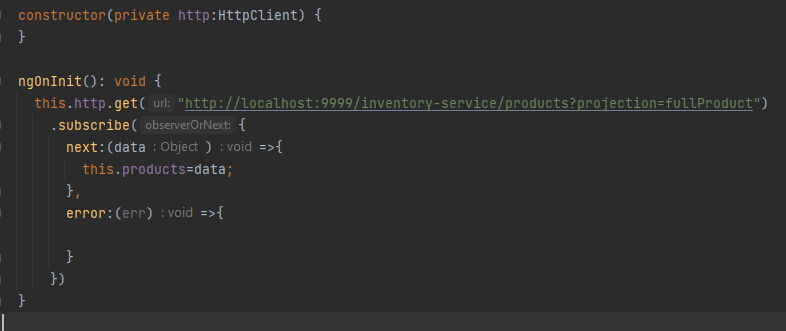 constructor(private http:HttpClient) {
}
ngOnInit(): void {
this.http.get( url: "http://localhost:9999/inventory-service/products?projection=fullProduct")
.subscribe( observerOrNext: {
next:(data : Object ) : void =>{
this.products=data;
},
error:(err) : void =>{
}
})
}